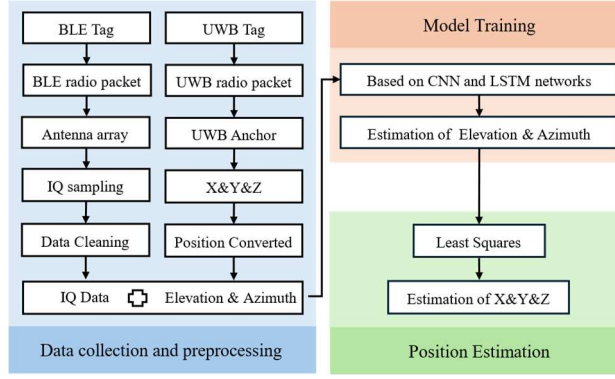 BLE Tag
BLE radio packet
Antenna array
IQ sampling
Data Cleaning
UWB Tag
UWB radio packet
UWB Anchor
X&Y&Z
Position Converted
IQ Data
Elevation & Azimuth
Data collection and preprocessing
Model Training
Based on CNN and LSTM networks
Estimation of Elevation & Azimuth
Least Squares
Estimation of X&Y&Z
Position Estimation